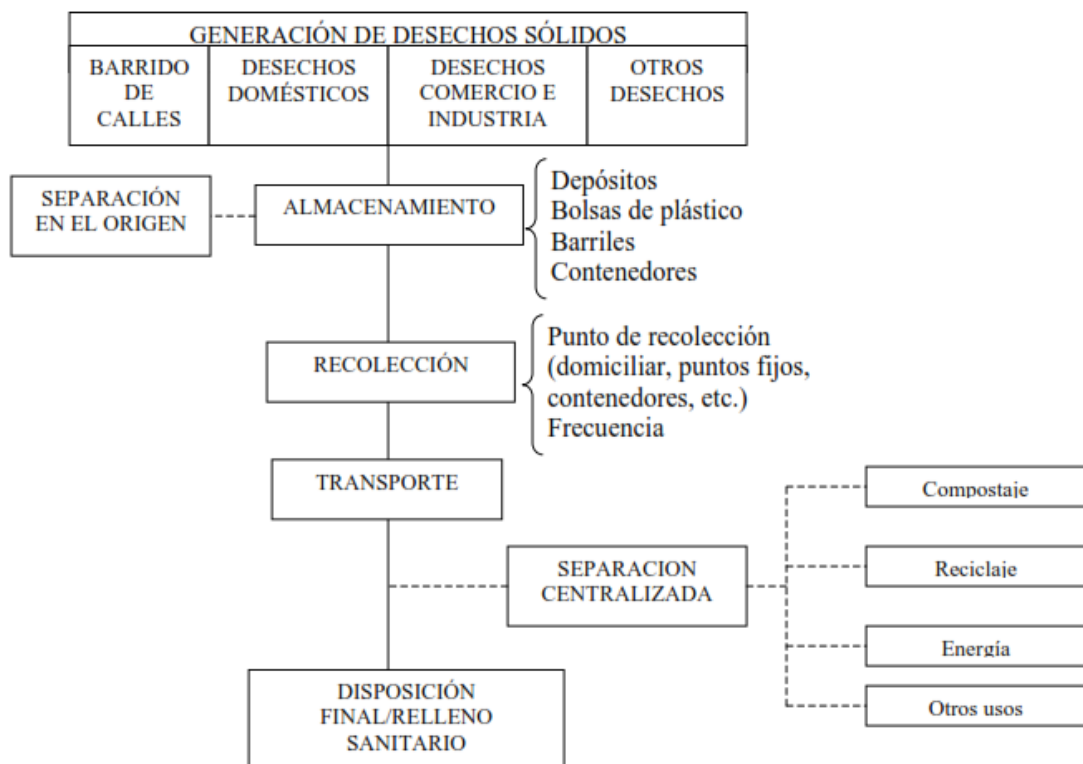 GENERACIÓN DE DESECHOS SÓLIDOS
BARRIDO
DE
CALLES
DESECHOS
DOMÉSTICOS
DESECHOS
COMERCIO E
INDUSTRIA
OTROS
DESECHOS
SEPARACIÓN
EN EL ORIGEN
ALMACENAMIENTO
Depósitos
Bolsas de plástico
Barriles
Contenedores
RECOLECCIÓN
Punto de recolección
(domiciliar, puntos fijos,
contenedores, etc.)
Frecuencia
TRANSPORTE
SEPARACION
CENTRALIZADA
Compostaje
Reciclaje
Energía
Otros usos
DISPOSICIÓN
FINAL/RELLENO
SANITARIO